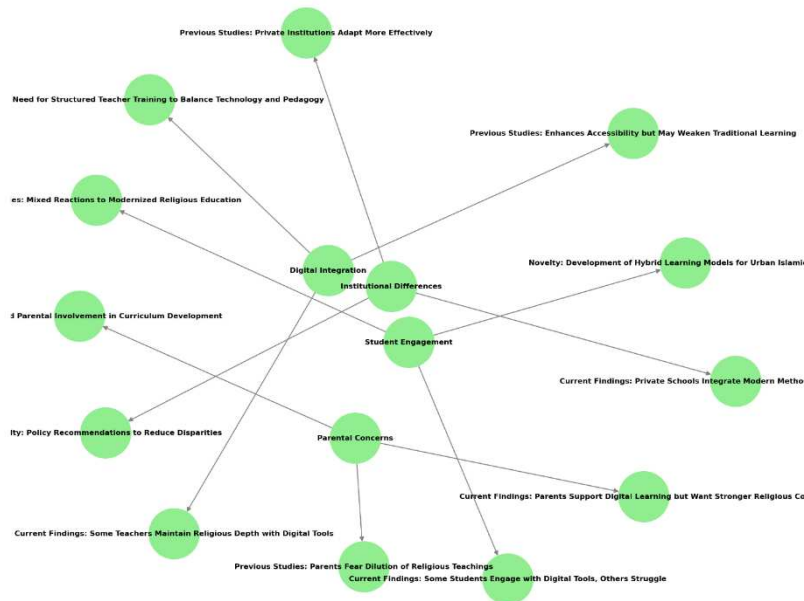 Previous Studies: Private Institutions Adapt More Effectively
Need for Structured Teacher Training to Balance Technology and Pedagogy
Previous Studies: Enhances Accessibility but May Weaken Traditional Learning
Mixed Reactions to Modernized Religious Education
Novelty: Development of Hybrid Learning Models for Urban
Digital Integration
Institutional Differences
Parental Involvement in Curriculum Development
Student Engagement
Current Findings: Private Schools Integrate Modern
Policy Recommendations to Reduce Disparities
Parental Concerns
Current Findings: Parents Support Digital Learning but Want Stronger Religious
Current Findings: Some Teachers Maintain Religious Depth with Digital Tools
Previous Studies: Parents Fear Dilution of Religious Teachings
Current Findings: Some Students Engage with Digital Tools, Others Struggle